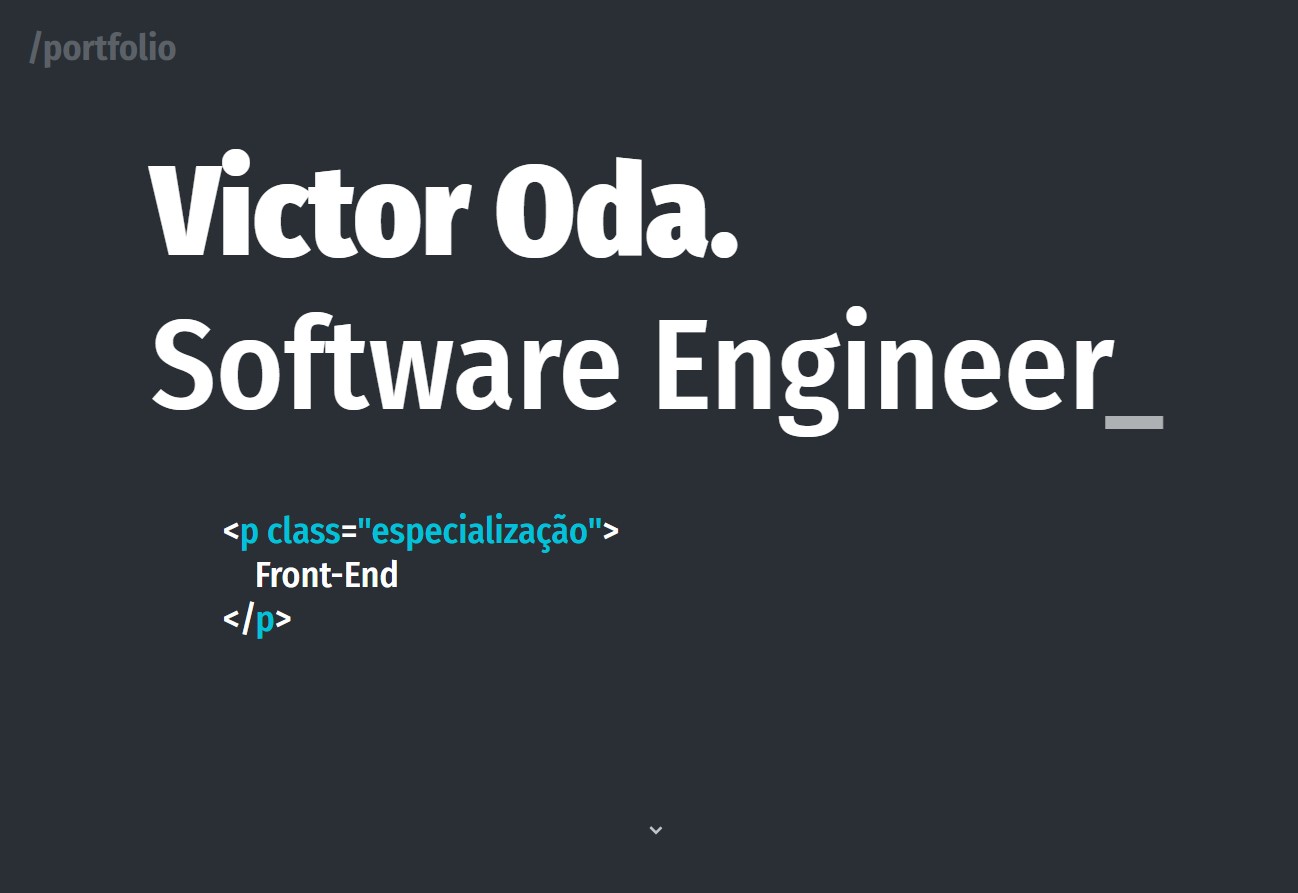 /portfolio
Victor Oda.
Software Engineer_
<p class="especialização">
Front-End
</p>